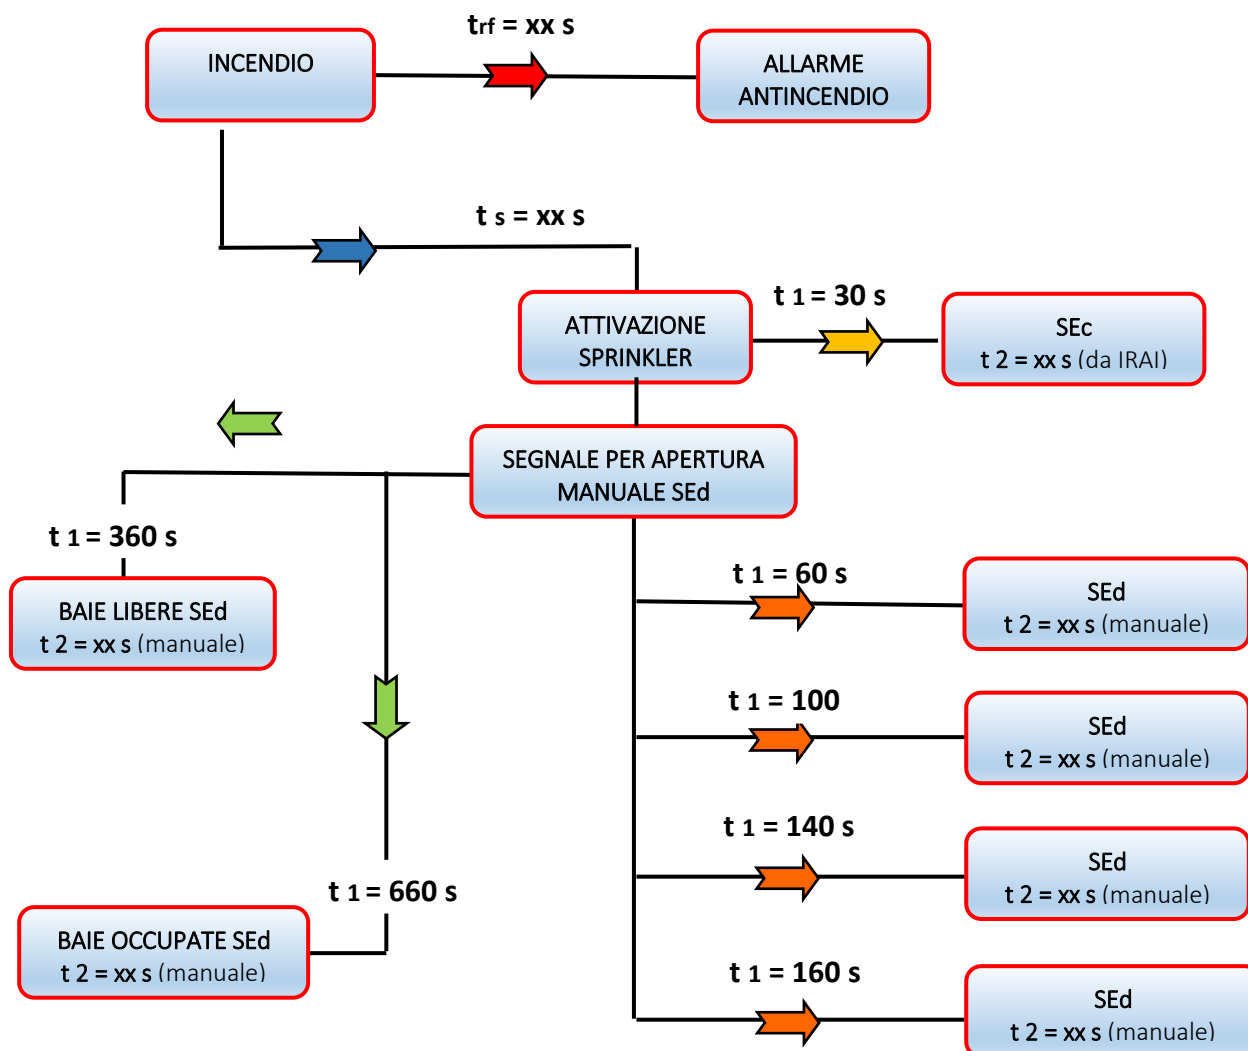 trf = xx s
INCENDIO
ALLARME
ANTINCENDIO
t s = xx s
t 1 = 30 s
ATTIVAZIONE
SPRINKLER
SEc
t 2 = xx s (da IRAI)
SEGNALE PER APERTURA
MANUALE SEd
t 1 = 360 s
BAIE LIBERE SEd
t 2 = xx s (manuale)
t 1 = 60 s
SEd
t 2 = xx s (manuale)
t 1 = 100
SEd
t 2 = xx s (manuale)
t 1 = 140 s
SEd
t 2 = xx s (manuale)
t 1 = 660 s
BAIE OCCUPATE SEd
t 2 = xx s (manuale)
t 1 = 160 s
SEd
t 2 = xx s (manuale)